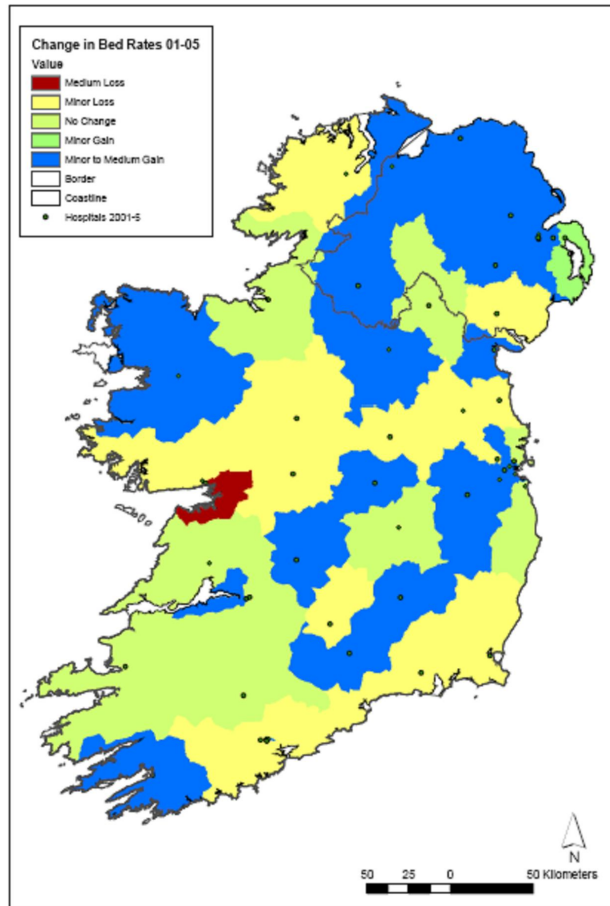 Change in Bed Rates 01-05
Value
Medium Loss
Minor Loss
No Change
Minor Gain
Minor to Medium Gain
Border
Coastline
Hospitals 2001-5
N
50 25 0 50 Kilometers